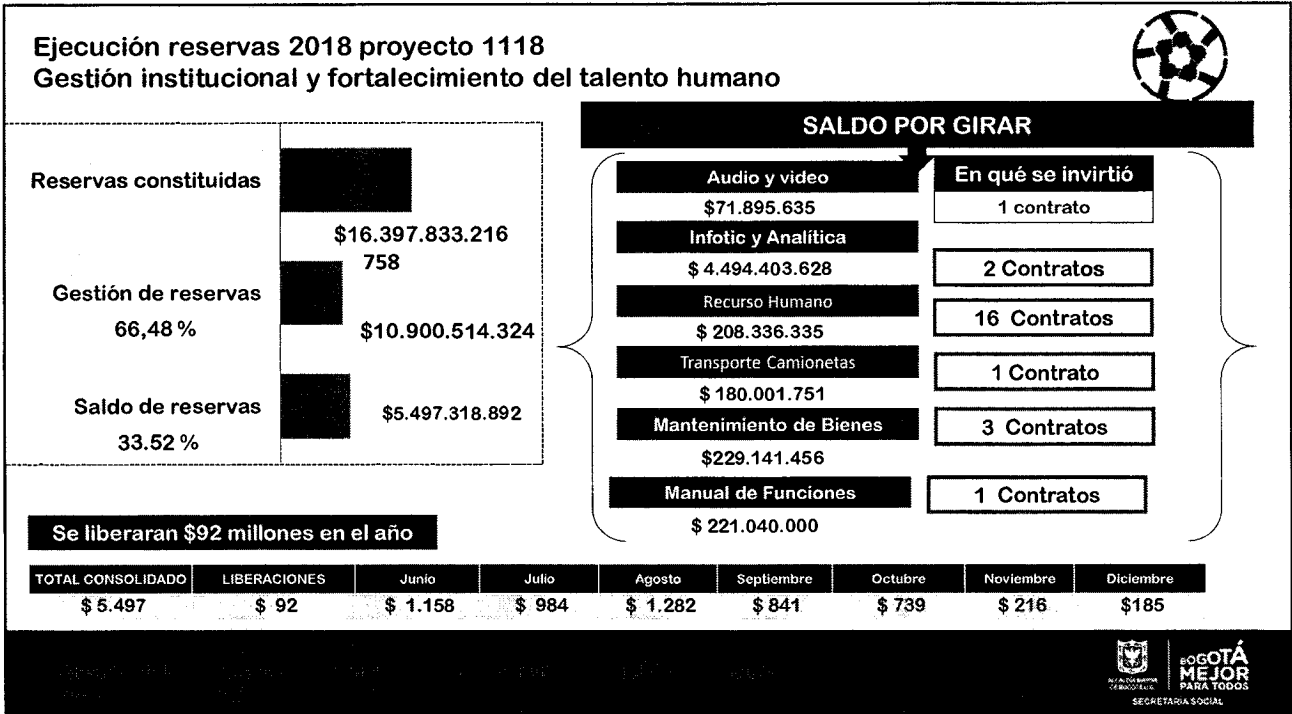 Ejecución reservas 2018 proyecto 1118
Gestión institucional y fortalecimiento del talento humano
Reservas constituidas
$16.397.833.216
758
Gestión de reservas
66,48 %
$10.900.514.324
Saldo de reservas
33.52 %
$5.497.318.892
SALDO POR GIRAR
Audio y video
$71.895.635
En qué se invirtió
1 contrato
Infotic y Analítica
$ 4.494.403.628
2 Contratos
Recurso Humano
$ 208.336.335
16 Contratos
Transporte Camionetas
$ 180.001.751
1 Contrato
Mantenimiento de Bienes
$229.141.456
3 Contratos
Manual de Funciones
$ 221.040.000
1 Contratos
Se liberaran $92 millones en el año
TOTAL CONSOLIDADO LIBERACIONES Junio Julio Agosto Septiembre Octubre Noviembre Diciembre
$ 5.497 $ 92 $ 1.158 $ 984 $ 1.282 $ 841 $ 739 $ 216 $185
BOGOTÁ
MEJOR
PARA TODOS
SECRETARÍA SOCIAL